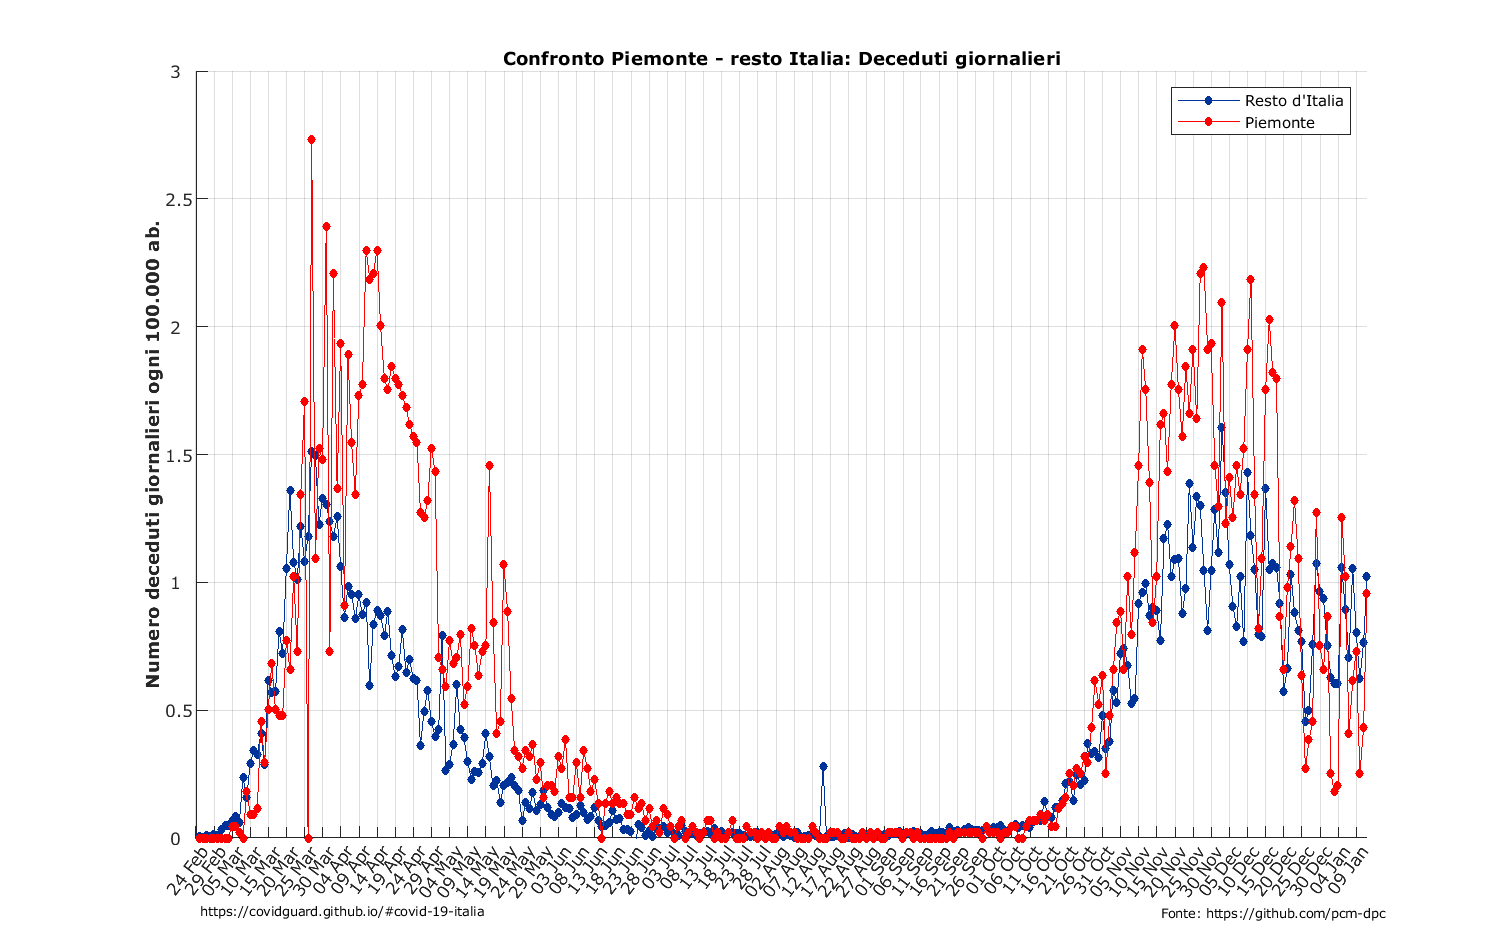 Confronto Piemonte - resto Italia: Deceduti giornalieri
Resto d'Italia
Piemonte
Numero deceduti giornalieri ogni 100.000 ab.
3
2.5
2
1.5
1
0.5
0
24 Feb
29 Feb
05 Mar
10 Mar
15 Mar
20 Mar
25 Mar
30 Mar
04 Apr
09 Apr
14 Apr
19 Apr
24 Apr
29 Apr
04 May
09 May
14 May
19 May
24 May
29 May
03 Jun
08 Jun
13 Jun
18 Jun
23 Jun
28 Jun
03 Jul
08 Jul
13 Jul
18 Jul
23 Jul
28 Jul
02 Aug
07 Aug
12 Aug
17 Aug
22 Aug
27 Aug
01 Sep
06 Sep
11 Sep
16 Sep
21 Sep
26 Sep
01 Oct
06 Oct
11 Oct
16 Oct
21 Oct
26 Oct
31 Oct
05 Nov
10 Nov
15 Nov
20 Nov
25 Nov
30 Nov
05 Dec
10 Dec
15 Dec
20 Dec
25 Dec
30 Dec
04 Jan
09 Jan
https://covidguard.github.io/#covid-19-italia
Fonte: https://github.com/pcm-dpc